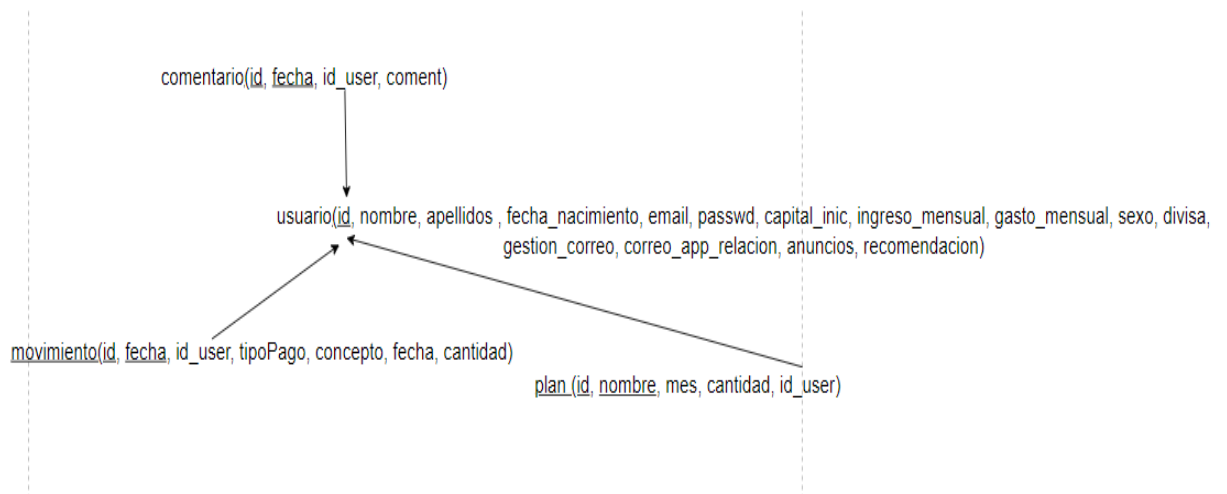 comentario(id, fecha, id_user, coment)
usuario(id, nombre, apellidos , fecha_nacimiento, email, passwd, capital_inic, ingreso_mensual, gasto_mensual, sexo, divisa,
gestion_correo, correo_app_relacion, anuncios, recomendacion)
movimiento(id, fecha, id_user, tipoPago, concepto, fecha, cantidad)
plan (id, nombre, mes, cantidad, id_user)